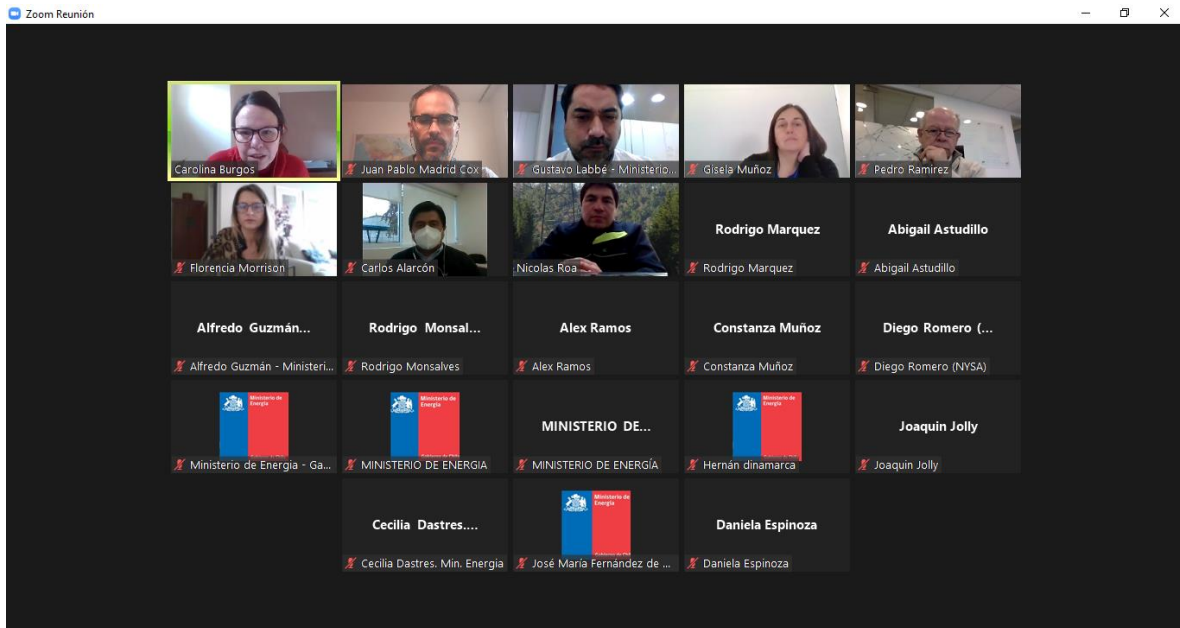 Zoom Reunión
Carolina Burgos
Juan Pablo Madrid Cox
Gustavo Labbé - Ministerio...
Gisela Muñoz
Pedro Ramirez
Florencia Morrison
Carlos Alarcón
Nicolas Roa
Rodrigo Marquez
Rodrigo Marquez
Abigail Astudillo
Abigail Astudillo
Alfredo Guzmán...
Alfredo Guzmán - Ministeri...
Rodrigo Monsal...
Rodrigo Monsalves
Alex Ramos
Alex Ramos
Constanza Muñoz
Constanza Muñoz
Diego Romero (...
Diego Romero (NYSA)
Ministerio de
Energía
Ministerio de Energia - Ga...
Ministerio de
Energía
MINISTERIO DE ENERGIA
MINISTERIO DE...
MINISTERIO DE ENERGÍA
Ministerio de
Energía
Hernán dinamarca
Joaquin Jolly
Joaquin Jolly
Cecilia Dastres....
Cecilia Dastres. Min. Energia
Ministerio de
Energía
José María Fernández de ...
Daniela Espinoza
Daniela Espinoza